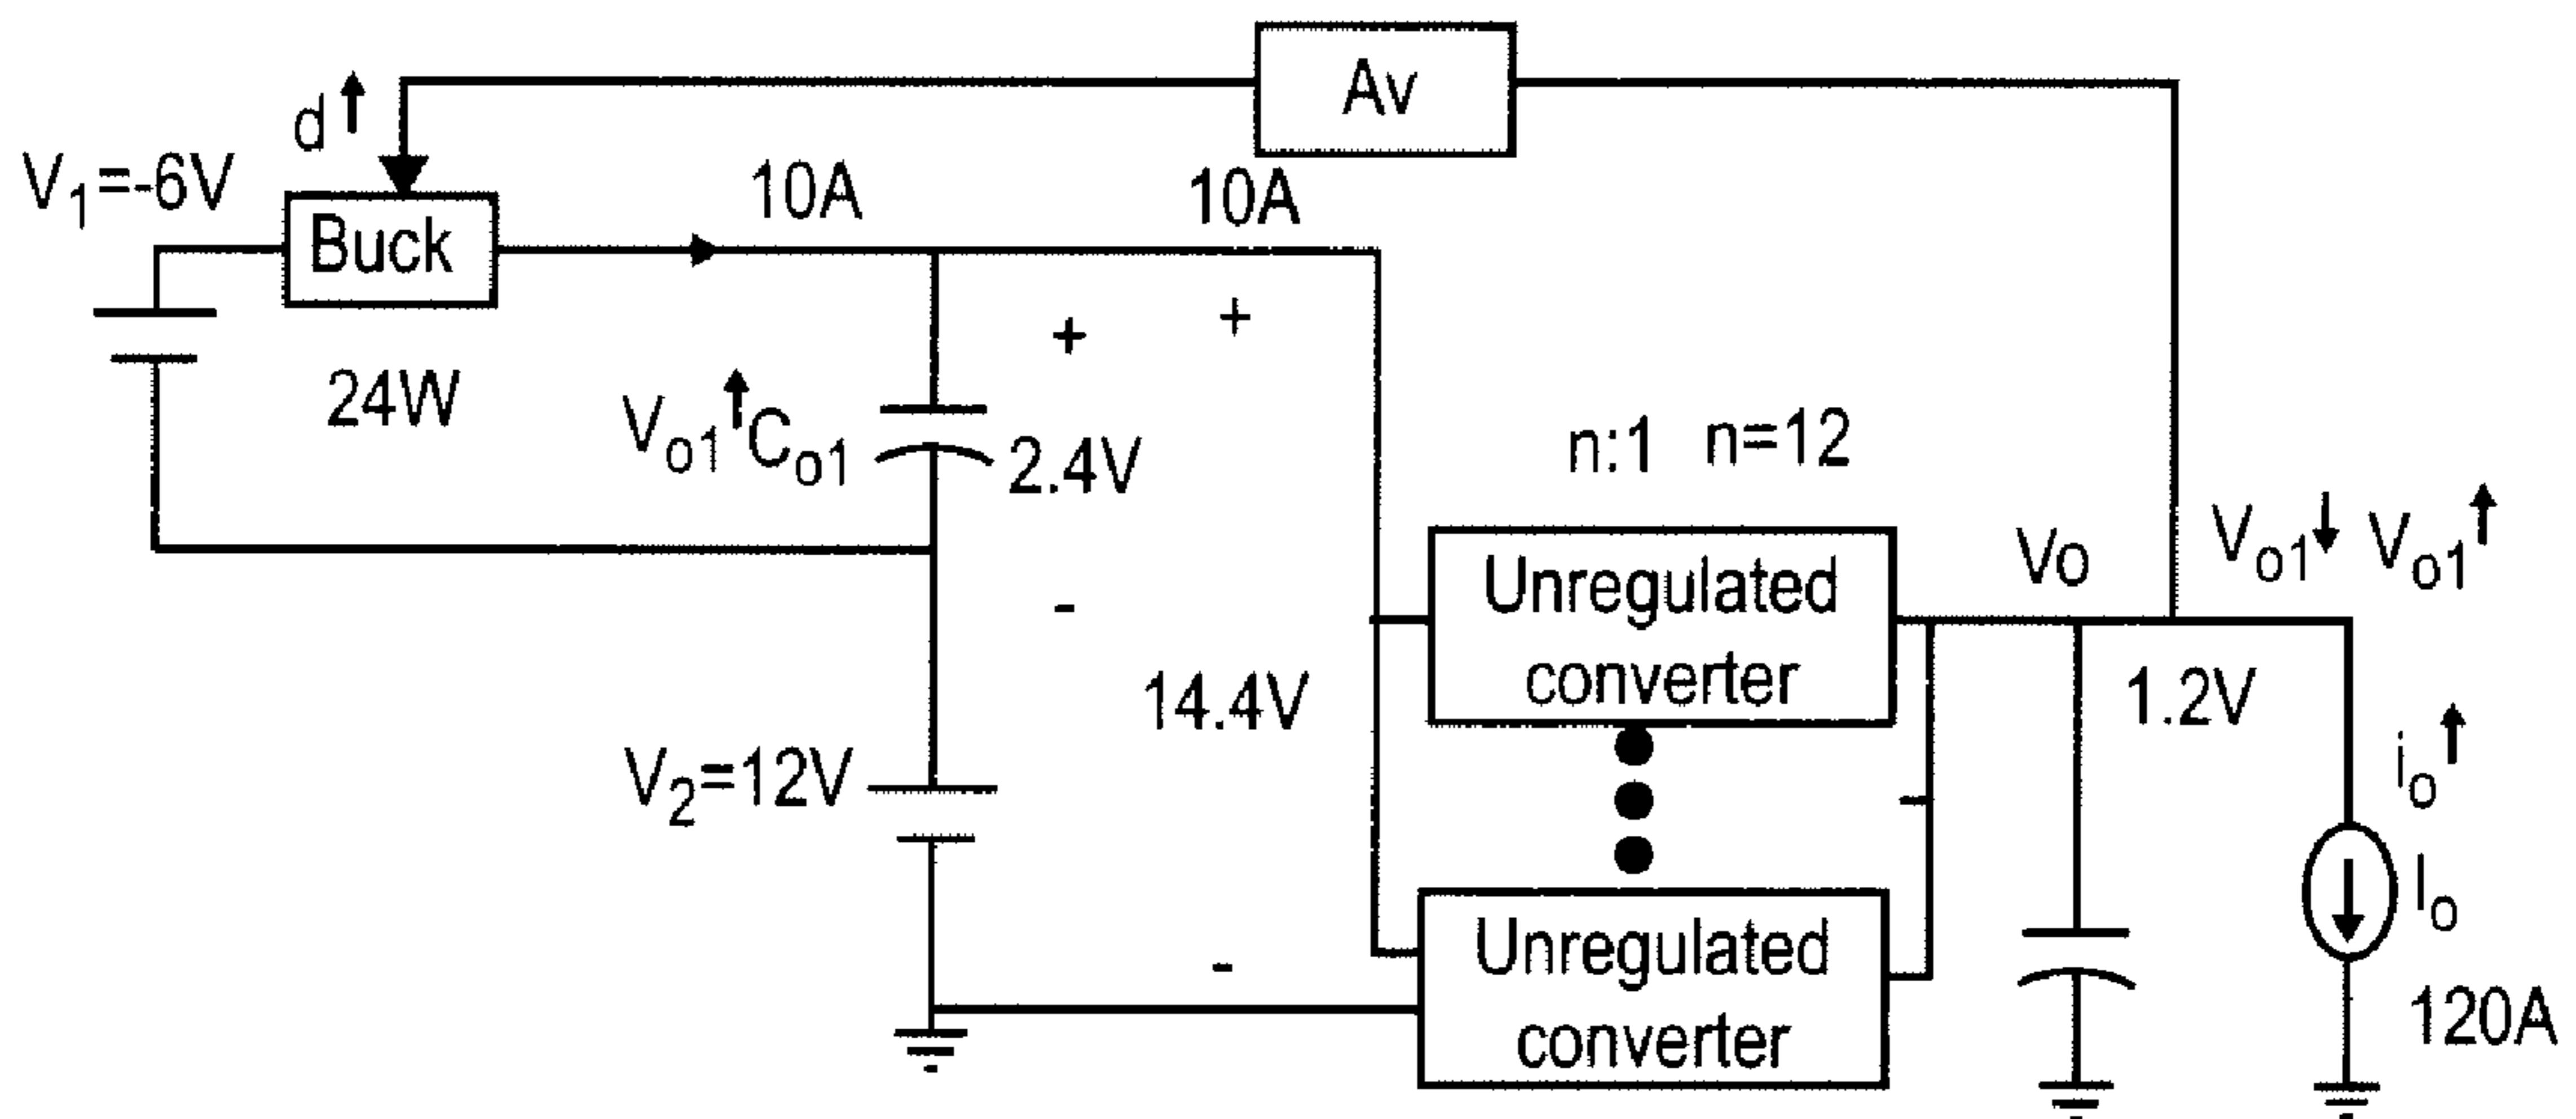 Av
d↑
V₁=-6V
Buck
10A
10A
+
+
24W
Vₒ₁↑
Cₒ₁
2.4V
n:1 n=12
-
Unregulated
converter
Vo
Vₒ₁↓ Vₒ₁↑
14.4V
1.2V
V₂=12V
iₒ↑
-
Unregulated
converter
Iₒ
120A